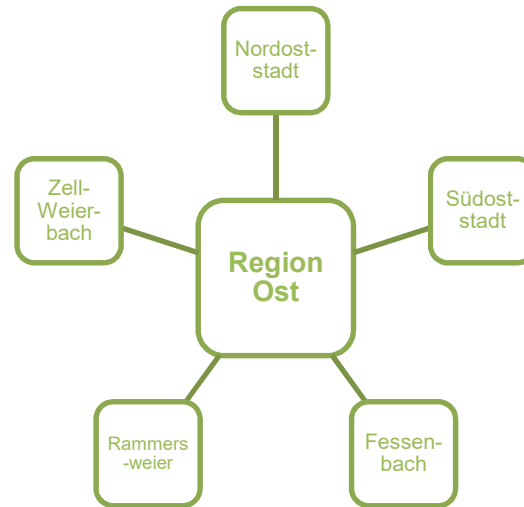 Nordost-
stadt
Zell-
Weier-
bach
Südost-
stadt
Region
Ost
Rammers
-weier
Fessen-
bach